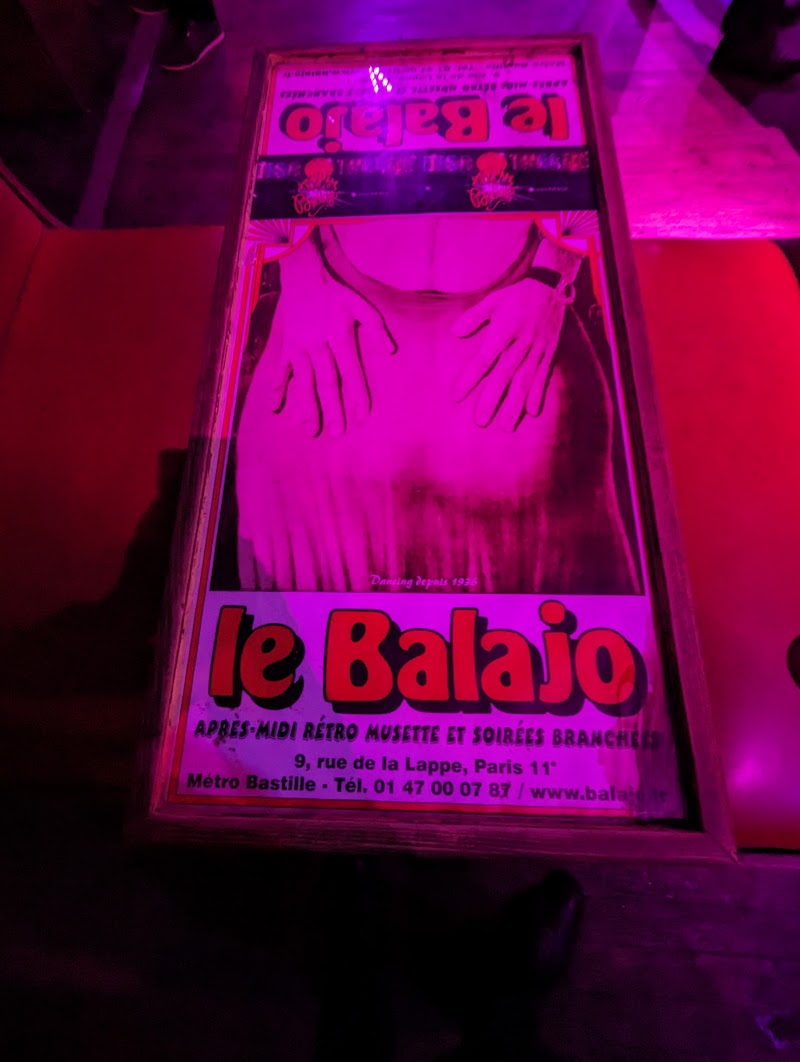 le Balajo
Dancing depuis 1936
le Balajo
APRÈS-MIDI RÉTRO MUSETTE ET SOIRÉES BRANCHÉES
9, rue de la Lappe, Paris 11°
Métro Bastille - Tél. 01 47 00 07 87 / www.balajo.fr